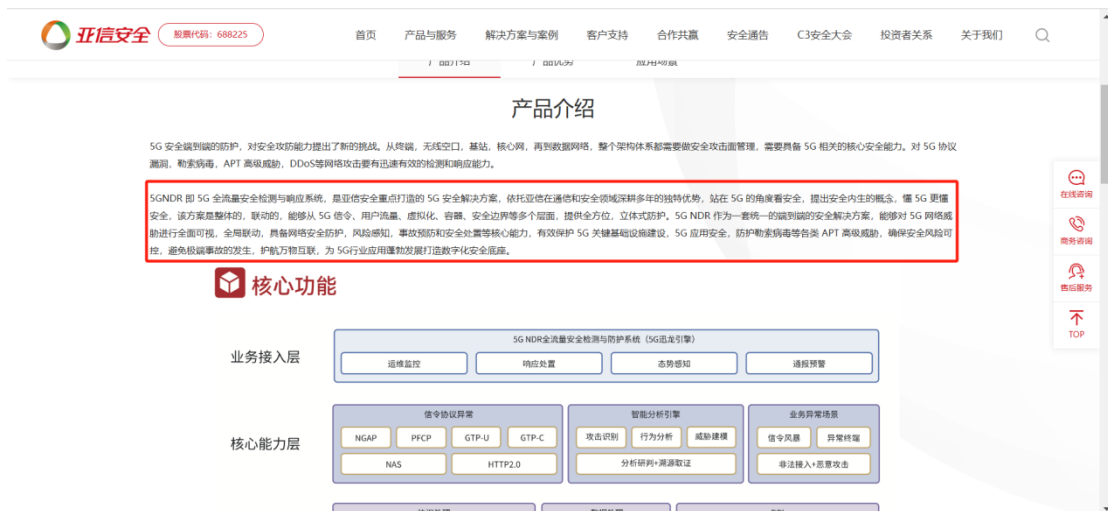 亚信安全
股票代码：688225
首页 产品与服务 解决方案与案例 客户支持 合作共赢 安全通告 C3安全大会 投资者关系 关于我们
产品介绍
5G 安全端到端的防护，对安全攻防能力提出了新的挑战。从终端，无线空口，基站，核心网，再到数据网络，整个架构体系都需要做安全攻击面管理，需要具备 5G 相关的核心安全能力。对 5G 协议
漏洞，勒索病毒，APT 高级威胁，DDoS等网络攻击要有迅速有效的检测和响应能力。
5GNDR 即 5G 全流量安全检测与响应系统，是亚信安全重点打造的 5G 安全解决方案，依托亚信在通信和安全领域深耕多年的独特优势，站在 5G 的角度看安全，提出安全内生的概念，懂 5G 更懂
安全，该方案是整体的，联动的，能够从 5G 信令、用户流量、虚拟化、容器、安全边界等多个层面，提供全方位，立体式防护。5G NDR 作为一套统一的端到端的安全解决方案，能够对 5G 网络威
胁进行全面可视，全局联动，具备网络安全防护，风险感知，事故预防和安全处置等核心能力，有效保护 5G 关键基础设施建设，5G 应用安全，防护勒索病毒等各类 APT 高级威胁，确保安全风险可
控，避免极端事故的发生，护航万物互联，为 5G行业应用蓬勃发展打造数字化安全底座。
在线咨询
商务咨询
售后服务
TOP
核心功能
业务接入层
5G NDR全流量安全检测与防护系统（5G迅龙引擎）
运维监控 响应处置 态势感知 通报预警
核心能力层
信令协议异常 智能分析引擎 业务异常场景
NGAP PFCP GTP-U GTP-C 攻击识别 行为分析 威胁建模 信令风暴 异常终端
NAS HTTP2.0 分析研判+溯源取证 非法接入+恶意攻击